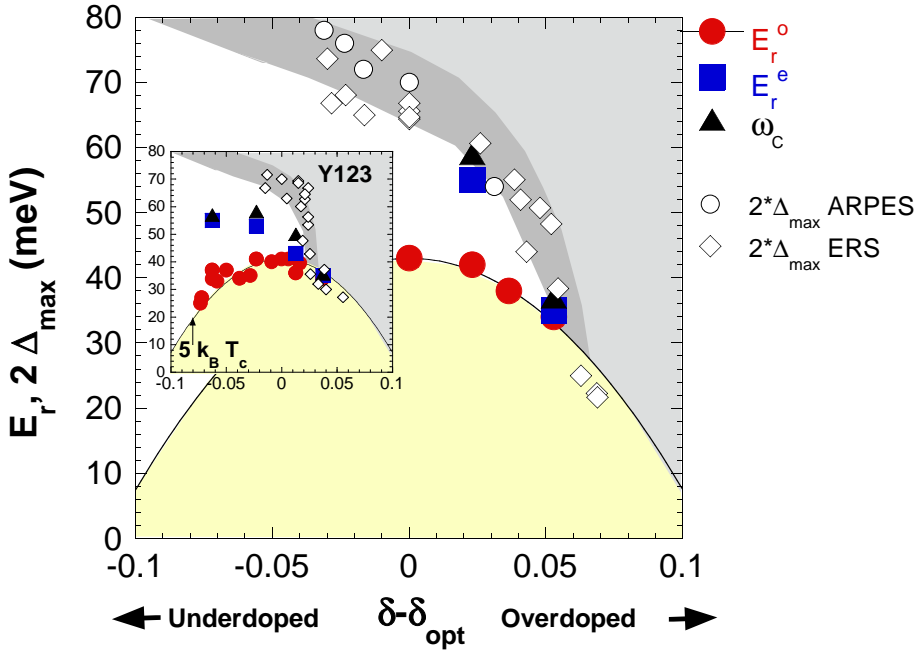 80
70
60
50
40
30
20
10
0
E_r, 2 Δ_max (meV)
-0.1
-0.05
0
0.05
0.1
Underdoped
δ-δ_opt
Overdoped
E_r^o
E_r^e
ω_C
2*Δ_max ARPES
2*Δ_max ERS
Y123
80
70
60
50
40
30
20
10
0
5 k_B T_c
-0.1
-0.05
0
0.05
0.1